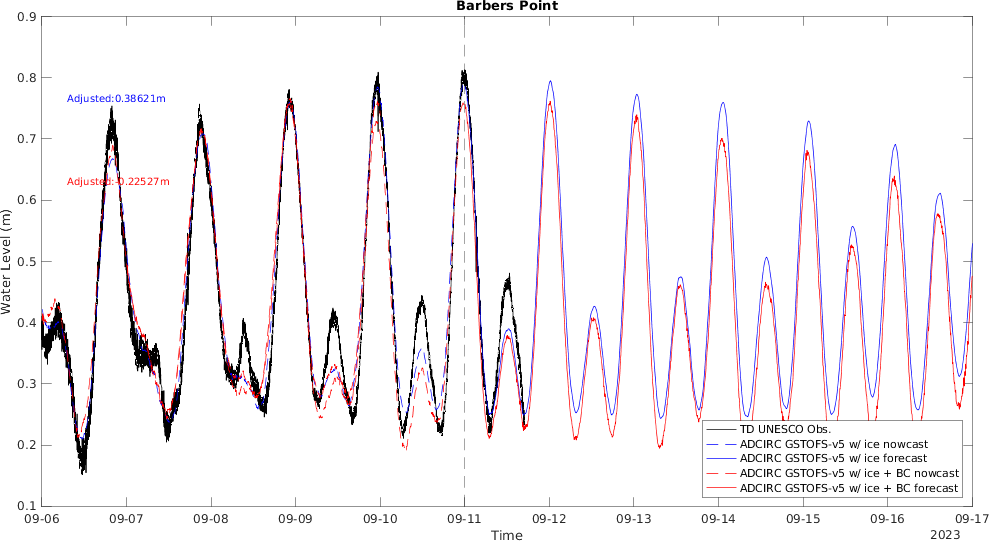 Barbers Point
0.9
0.8
0.7
0.6
0.5
0.4
0.3
0.2
0.1
Water Level (m)
Adjusted:0.38621m
Adjusted:-0.22527m
TD UNESCO Obs.
ADCIRC GSTOFS-v5 w/ ice nowcast
ADCIRC GSTOFS-v5 w/ ice forecast
ADCIRC GSTOFS-v5 w/ ice + BC nowcast
ADCIRC GSTOFS-v5 w/ ice + BC forecast
09-06 09-07 09-08 09-09 09-10 09-11 09-12 09-13 09-14 09-15 09-16 09-17
Time
2023